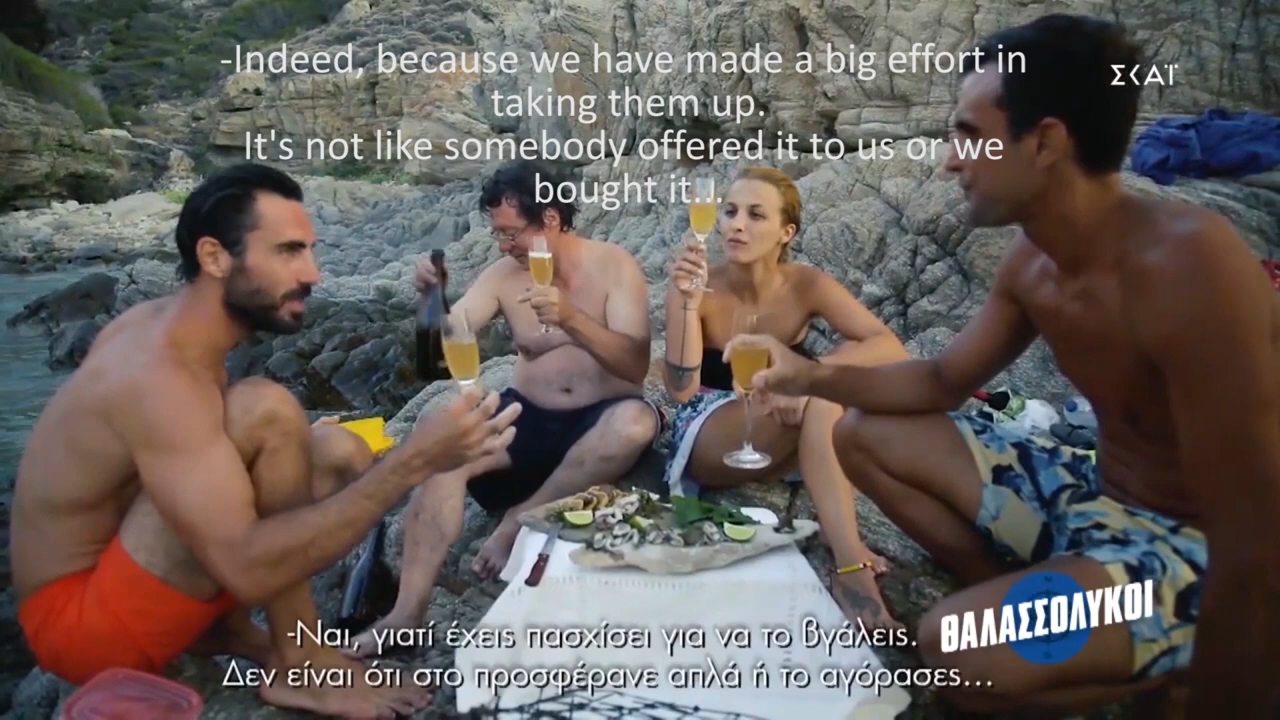 -Indeed, because we have made a big effort in
taking them up.
It's not like somebody offered it to us or we
bought it...
ΣΚΑΪ
ΘΑΛΑΣΣΟΛΥΚΟΙ
-Ναι, γιατί έχεις πασχίσει για να το βγάλεις.
Δεν είναι ότι στο προσφέρανε απλά ή το αγόρασες...